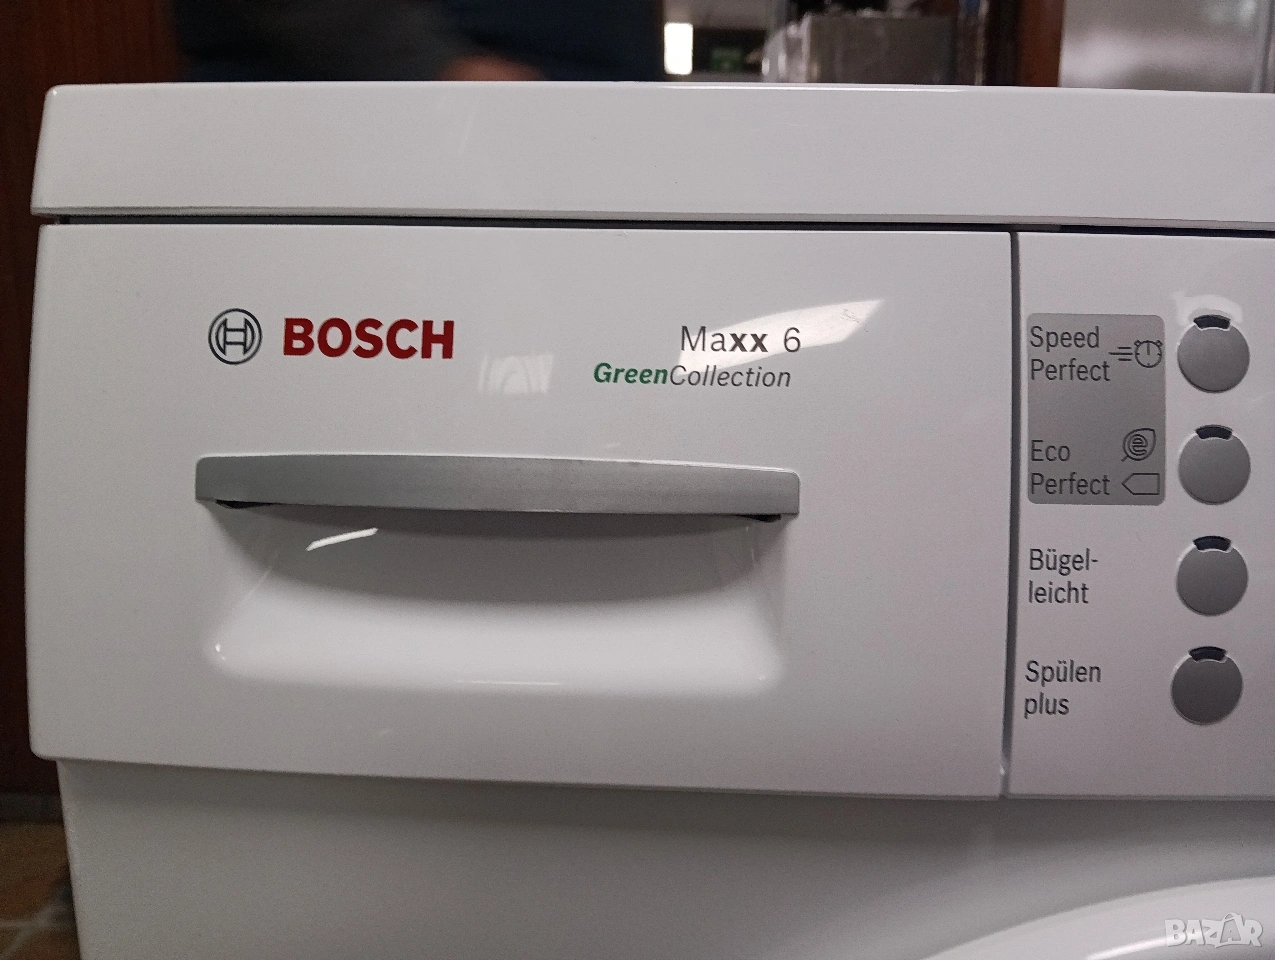 BOSCH
Maxx 6
GreenCollection
Speed
Perfect
Eco
Perfect
Bügel-
leicht
Spülen
plus
BAZAR